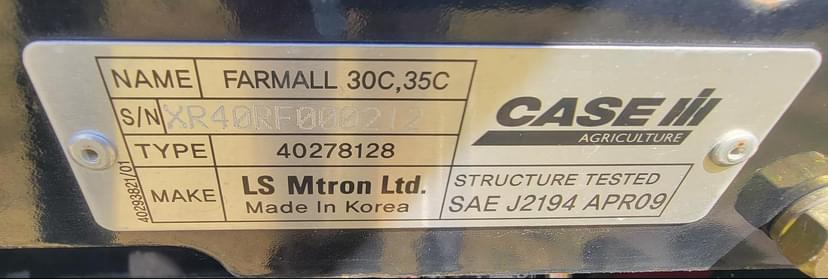 NAME FARMALL 30C,35C
S/N XR40RF000212
TYPE 40278128
MAKE LS Mtron Ltd.
Made In Korea
40293821/01
CASE IH
AGRICULTURE
STRUCTURE TESTED
SAE J2194 APR09